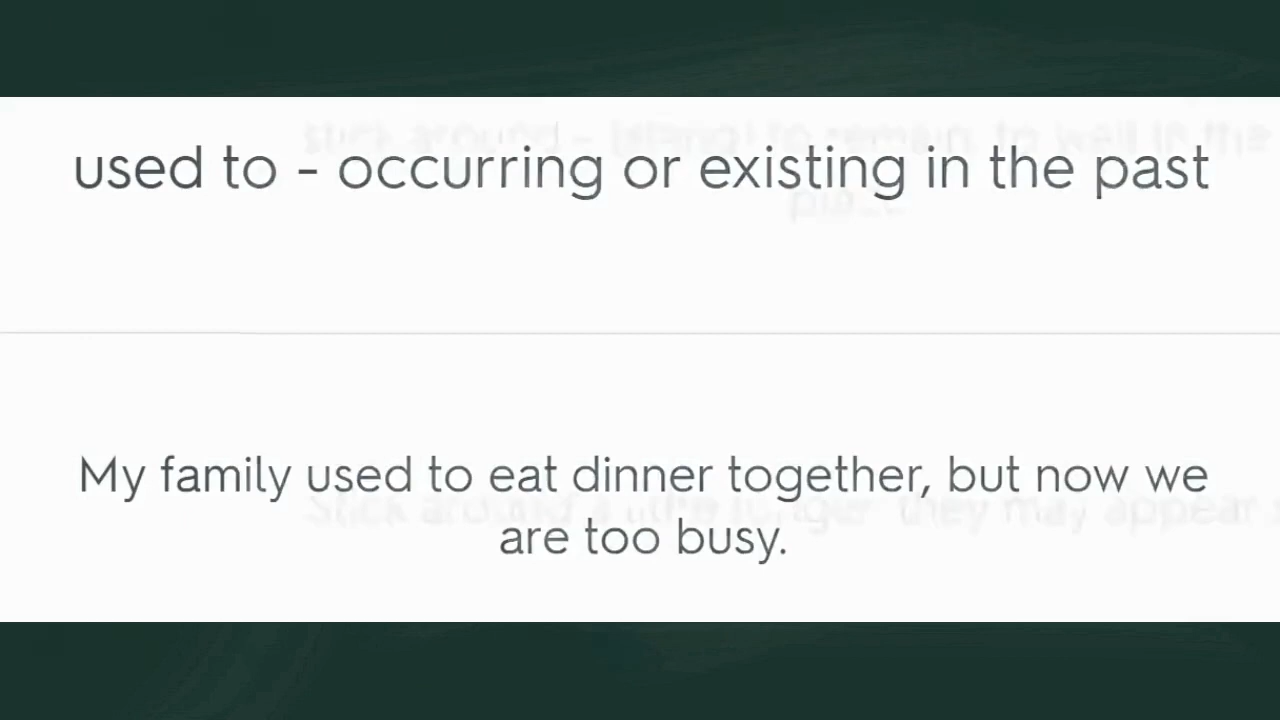 used to - occurring or existing in the past
My family used to eat dinner together, but now we
are too busy.